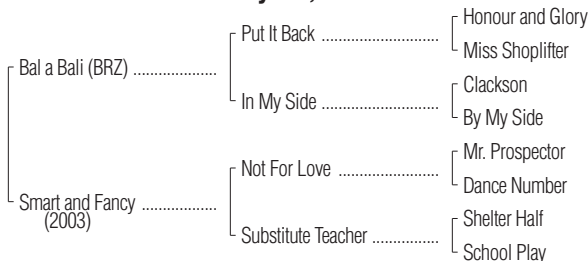 Honour and Glory
Put It Back ..............................
Miss Shoplifter
Bal a Bali (BRZ) .....................
Clackson
In My Side ...............................
By My Side
Mr. Prospector
Not For Love ..........................
Dance Number
Smart and Fancy ...................
(2003)
Shelter Half
Substitute Teacher .................
School Play